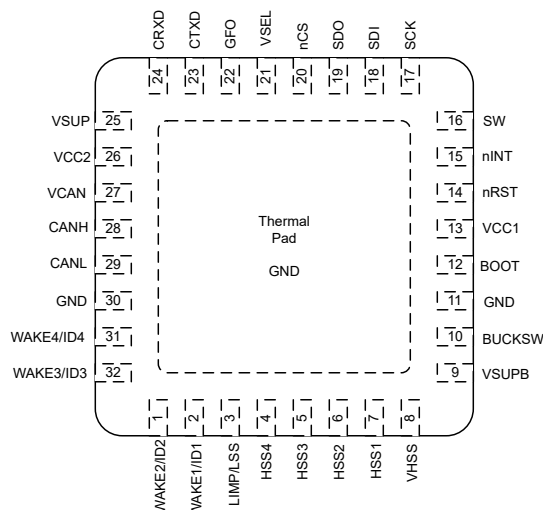 CRXD
CTXD
GFO
VSEL
nCS
SDO
SDI
SCK
24
23
22
21
20
19
18
17
VSUP 25
VCC2 26
VCAN 27
CANH 28
CANL 29
GND 30
WAKE4/ID4 31
WAKE3/ID3 32
Thermal
Pad
GND
16 SW
15 nINT
14 nRST
13 VCC1
12 BOOT
11 GND
10 BUCKSW
9 VSUPB
1
2
3
4
5
6
7
8
WAKE2/ID2
WAKE1/ID1
LIMP/LSS
HSS4
HSS3
HSS2
HSS1
VHSS